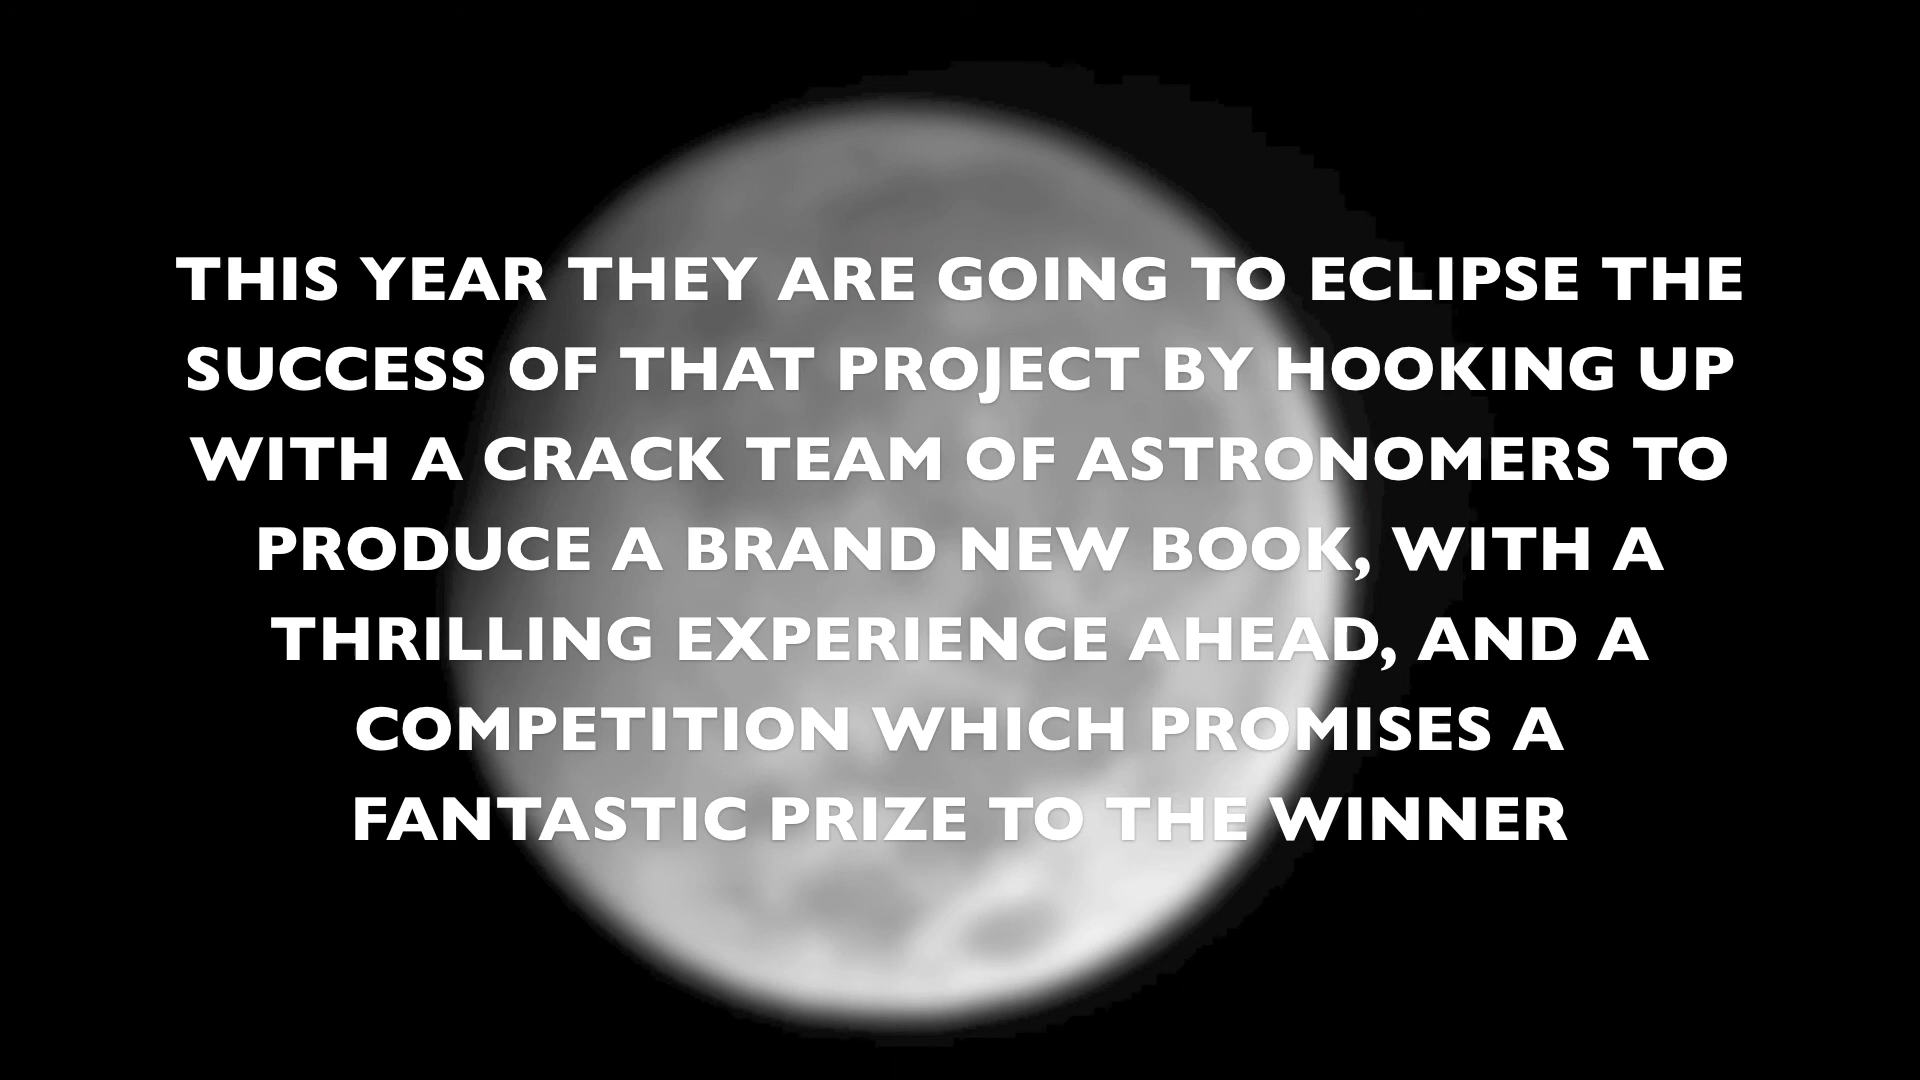 THIS YEAR THEY ARE GOING TO ECLIPSE THE
SUCCESS OF THAT PROJECT BY HOOKING UP
WITH A CRACK TEAM OF ASTRONOMERS TO
PRODUCE A BRAND NEW BOOK, WITH A
THRILLING EXPERIENCE AHEAD, AND A
COMPETITION WHICH PROMISES A
FANTASTIC PRIZE TO THE WINNER